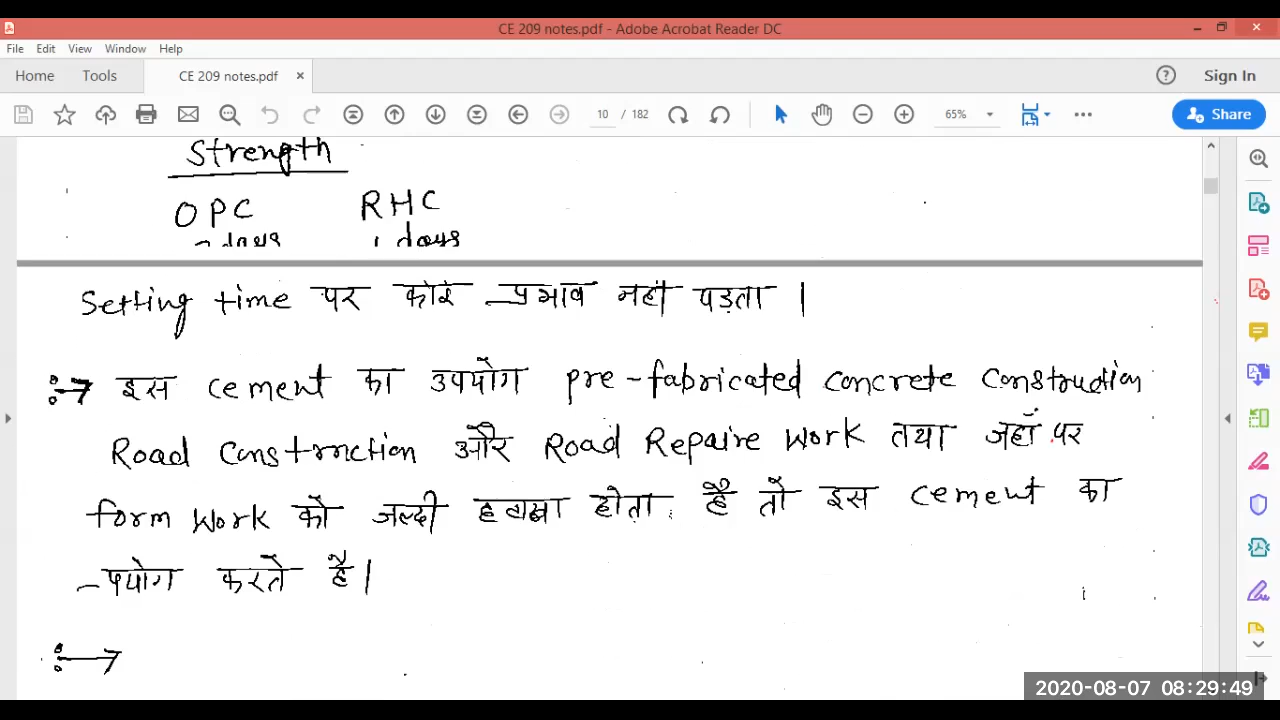 CE 209 notes.pdf - Adobe Acrobat Reader DC
File Edit View Window Help
Home Tools CE 209 notes.pdf × Sign In
10 / 182 65% Share
Strength
OPC RHC
days 1 days
Setting time पर कोई प्रभाव नहीं पड़ता |
इस cement का उपयोग pre-fabricated concrete construction
Road Construction और Road Repaire work तथा जहाँ पर
form work को जल्दी हटाना होता है तो इस cement का
प्रयोग करते है |
2020-08-07 08:29:49